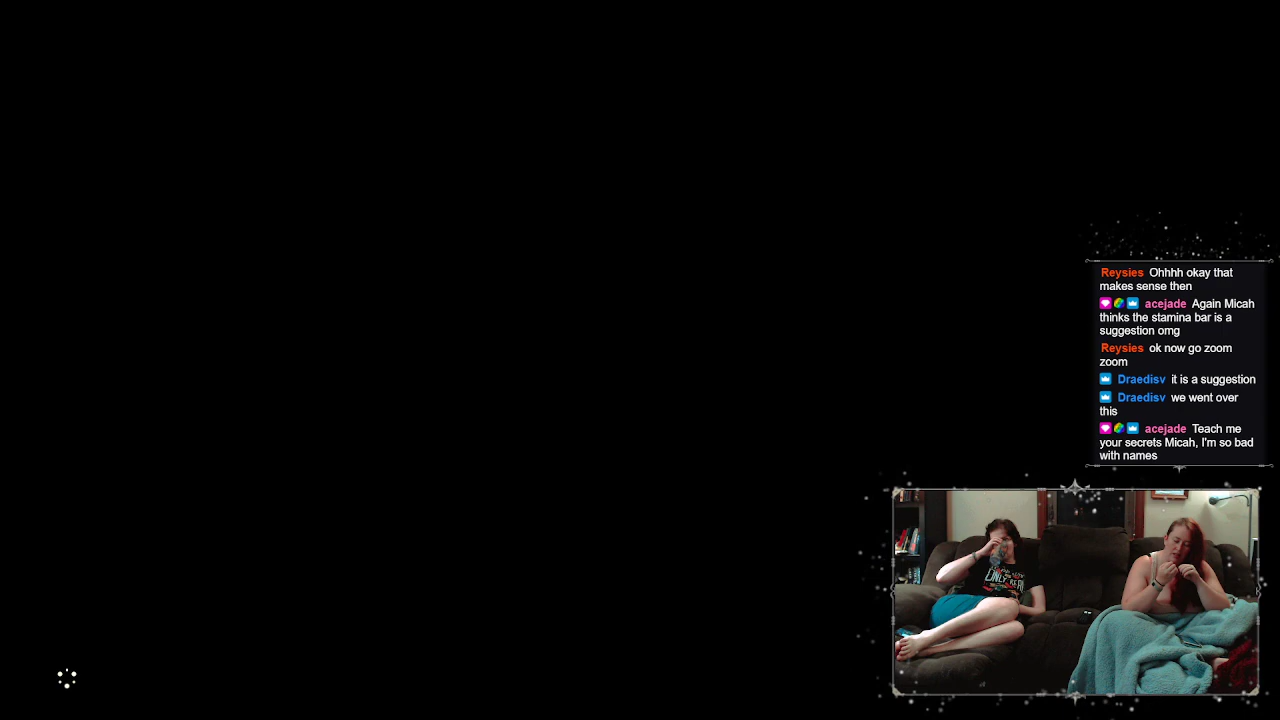 Reysies Ohhhh okay that
makes sense then
acejade Again Micah
thinks the stamina bar is a
suggestion omg
Reysies ok now go zoom
zoom
Draedisv it is a suggestion
Draedisv we went over
this
acejade Teach me
your secrets Micah, I'm so bad
with names